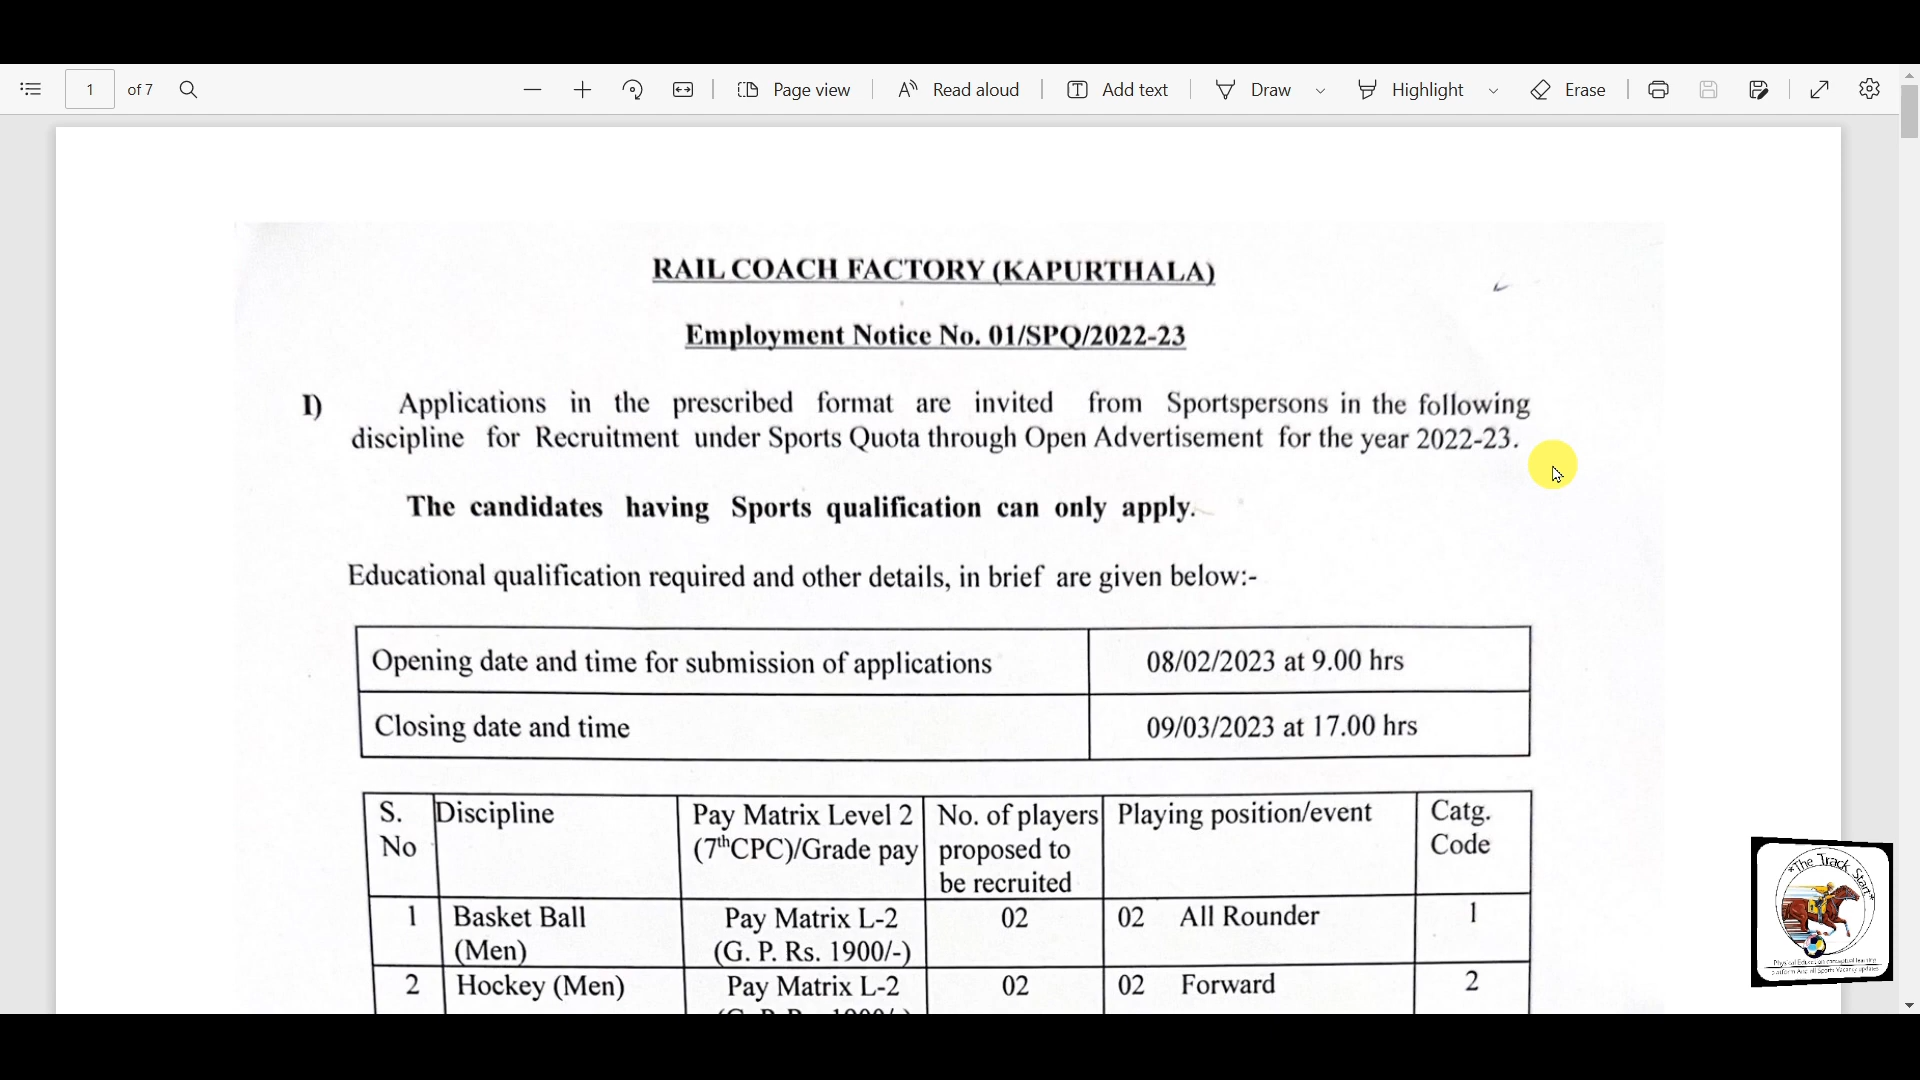 1 of 7 Page view Read aloud Add text Draw Highlight Erase
RAIL COACH FACTORY (KAPURTHALA)
Employment Notice No. 01/SPQ/2022-23
I) Applications in the prescribed format are invited from Sportspersons in the following
discipline for Recruitment under Sports Quota through Open Advertisement for the year 2022-23.
The candidates having Sports qualification can only apply.
Educational qualification required and other details, in brief are given below:-
Opening date and time for submission of applications 08/02/2023 at 9.00 hrs
Closing date and time 09/03/2023 at 17.00 hrs
S. Discipline Pay Matrix Level 2 No. of players Playing position/event Catg.
No (7thCPC)/Grade pay proposed to Code
be recruited
1 Basket Ball Pay Matrix L-2 02 02 All Rounder 1
(Men) (G. P. Rs. 1900/-)
2 Hockey (Men) Pay Matrix L-2 02 02 Forward 2
*The Track Start*